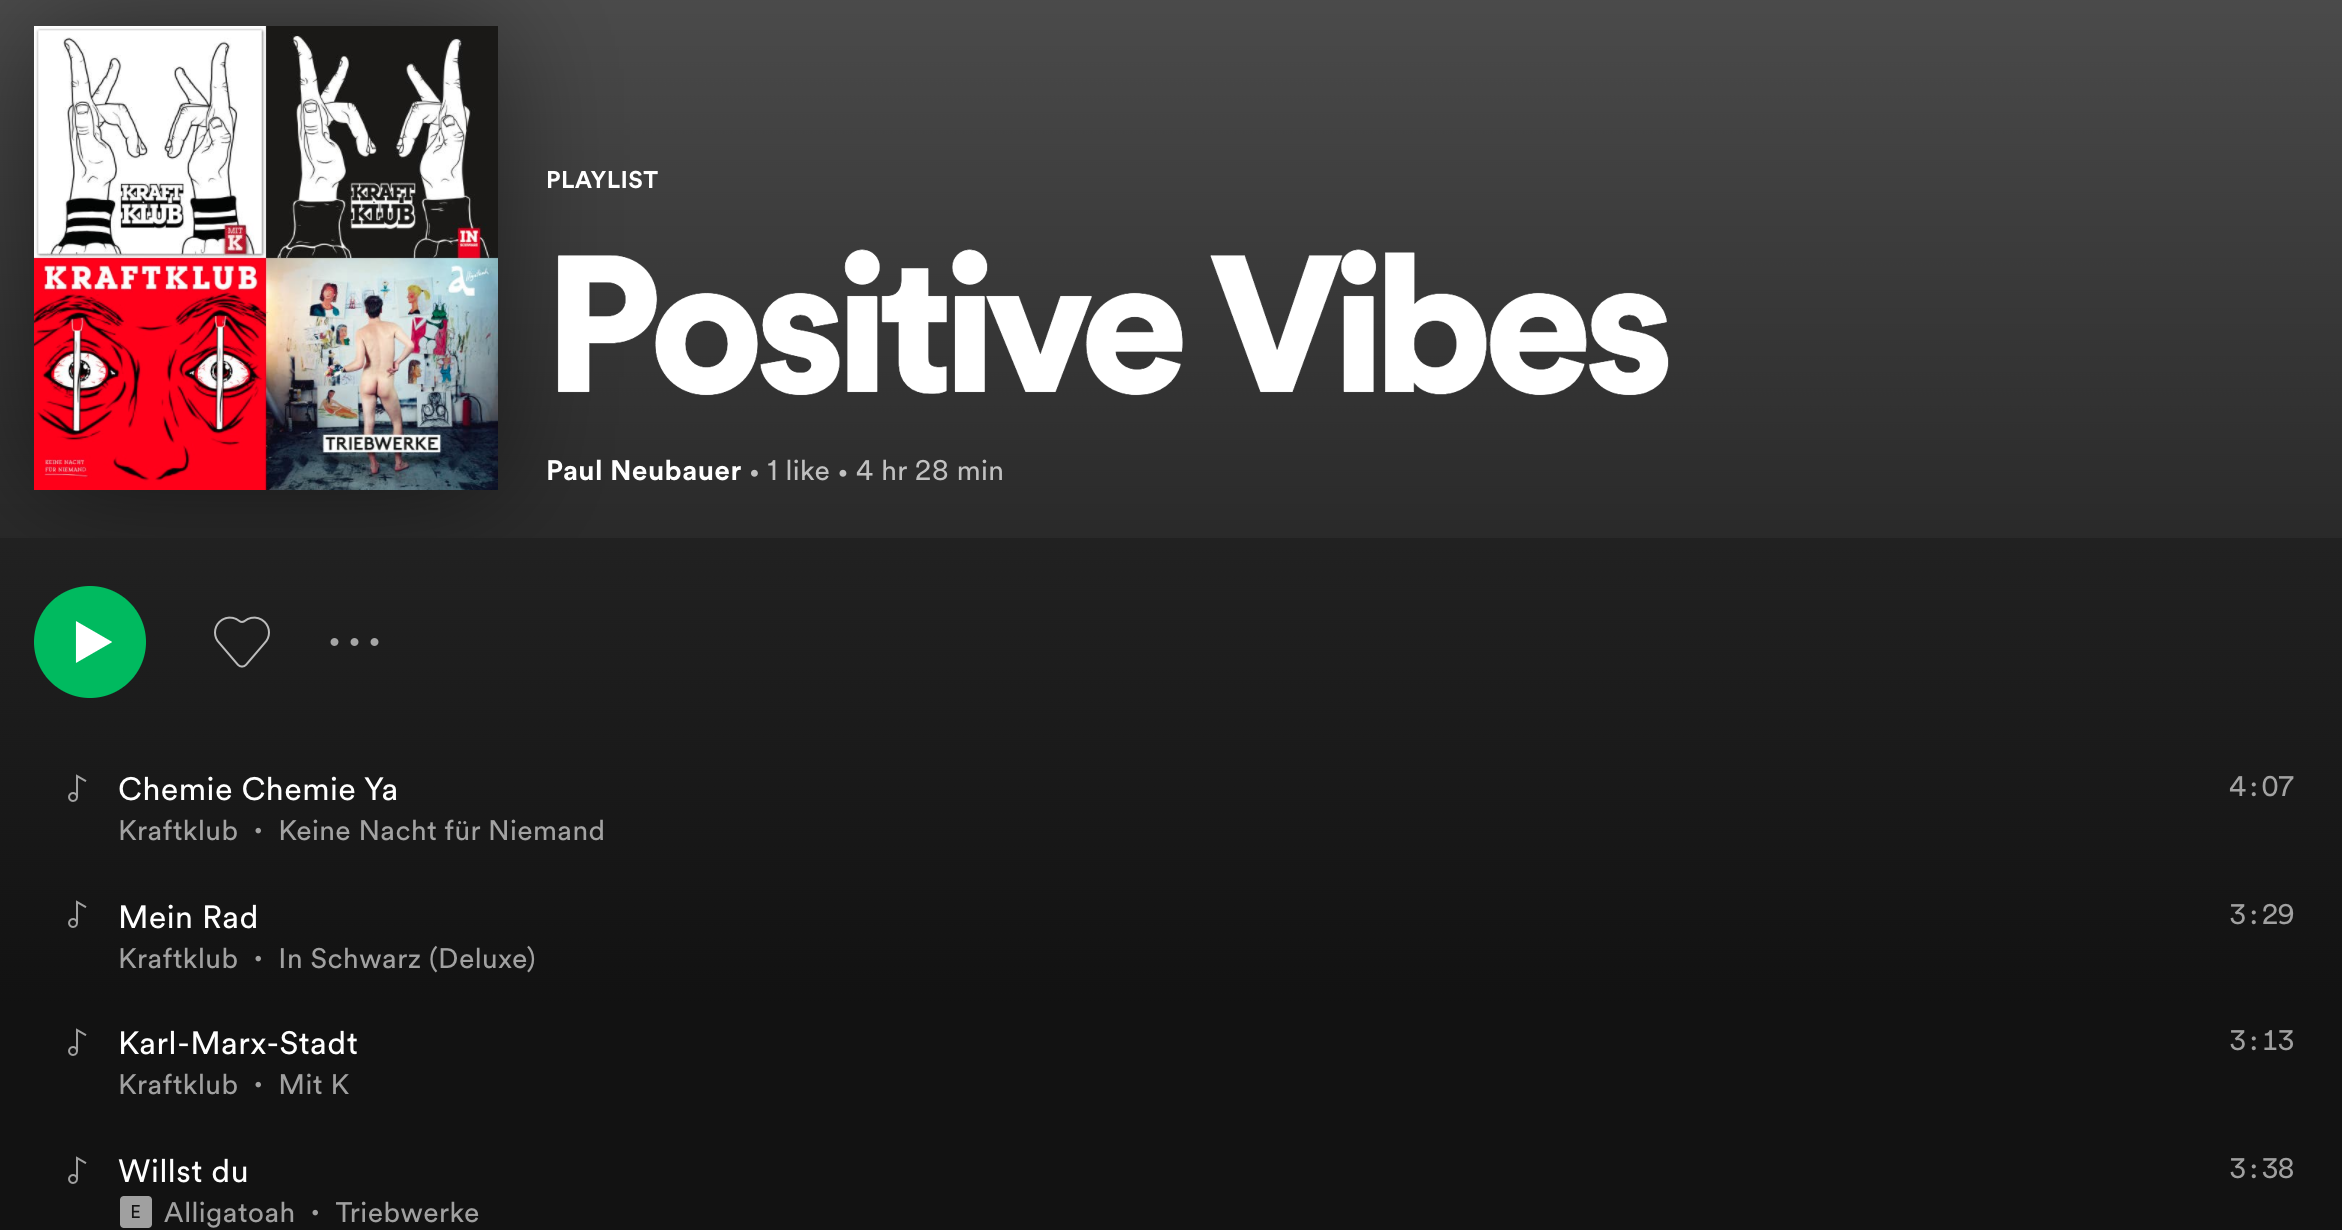 KRAFT
KLUB
MIT
K
KRAFT
KLUB
IN
KRAFTKLUB
KEINE NACHT
FÜR NIEMAND
a
TRIEBWERKE
PLAYLIST
Positive Vibes
Paul Neubauer • 1 like • 4 hr 28 min
Chemie Chemie Ya
4:07
Kraftklub • Keine Nacht für Niemand
Mein Rad
3:29
Kraftklub • In Schwarz (Deluxe)
Karl-Marx-Stadt
3:13
Kraftklub • Mit K
Willst du
3:38
E Alligatoah • Triebwerke